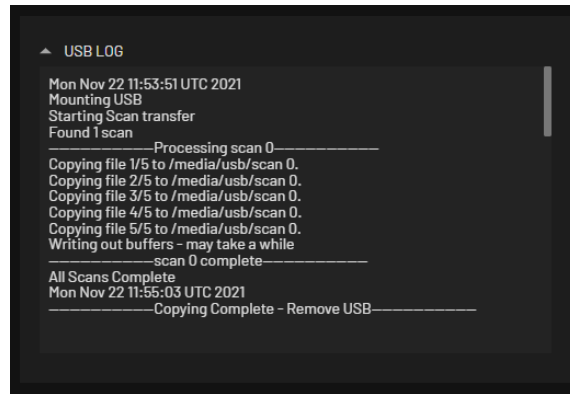 USB LOG
Mon Nov 22 11:53:51 UTC 2021
Mounting USB
Starting Scan transfer
Found 1 scan
——————————Processing scan 0——————————
Copying file 1/5 to /media/usb/scan 0.
Copying file 2/5 to /media/usb/scan 0.
Copying file 3/5 to /media/usb/scan 0.
Copying file 4/5 to /media/usb/scan 0.
Copying file 5/5 to /media/usb/scan 0.
Writing out buffers - may take a while
——————————scan 0 complete——————————
All Scans Complete
Mon Nov 22 11:55:03 UTC 2021
——————————Copying Complete - Remove USB——————————